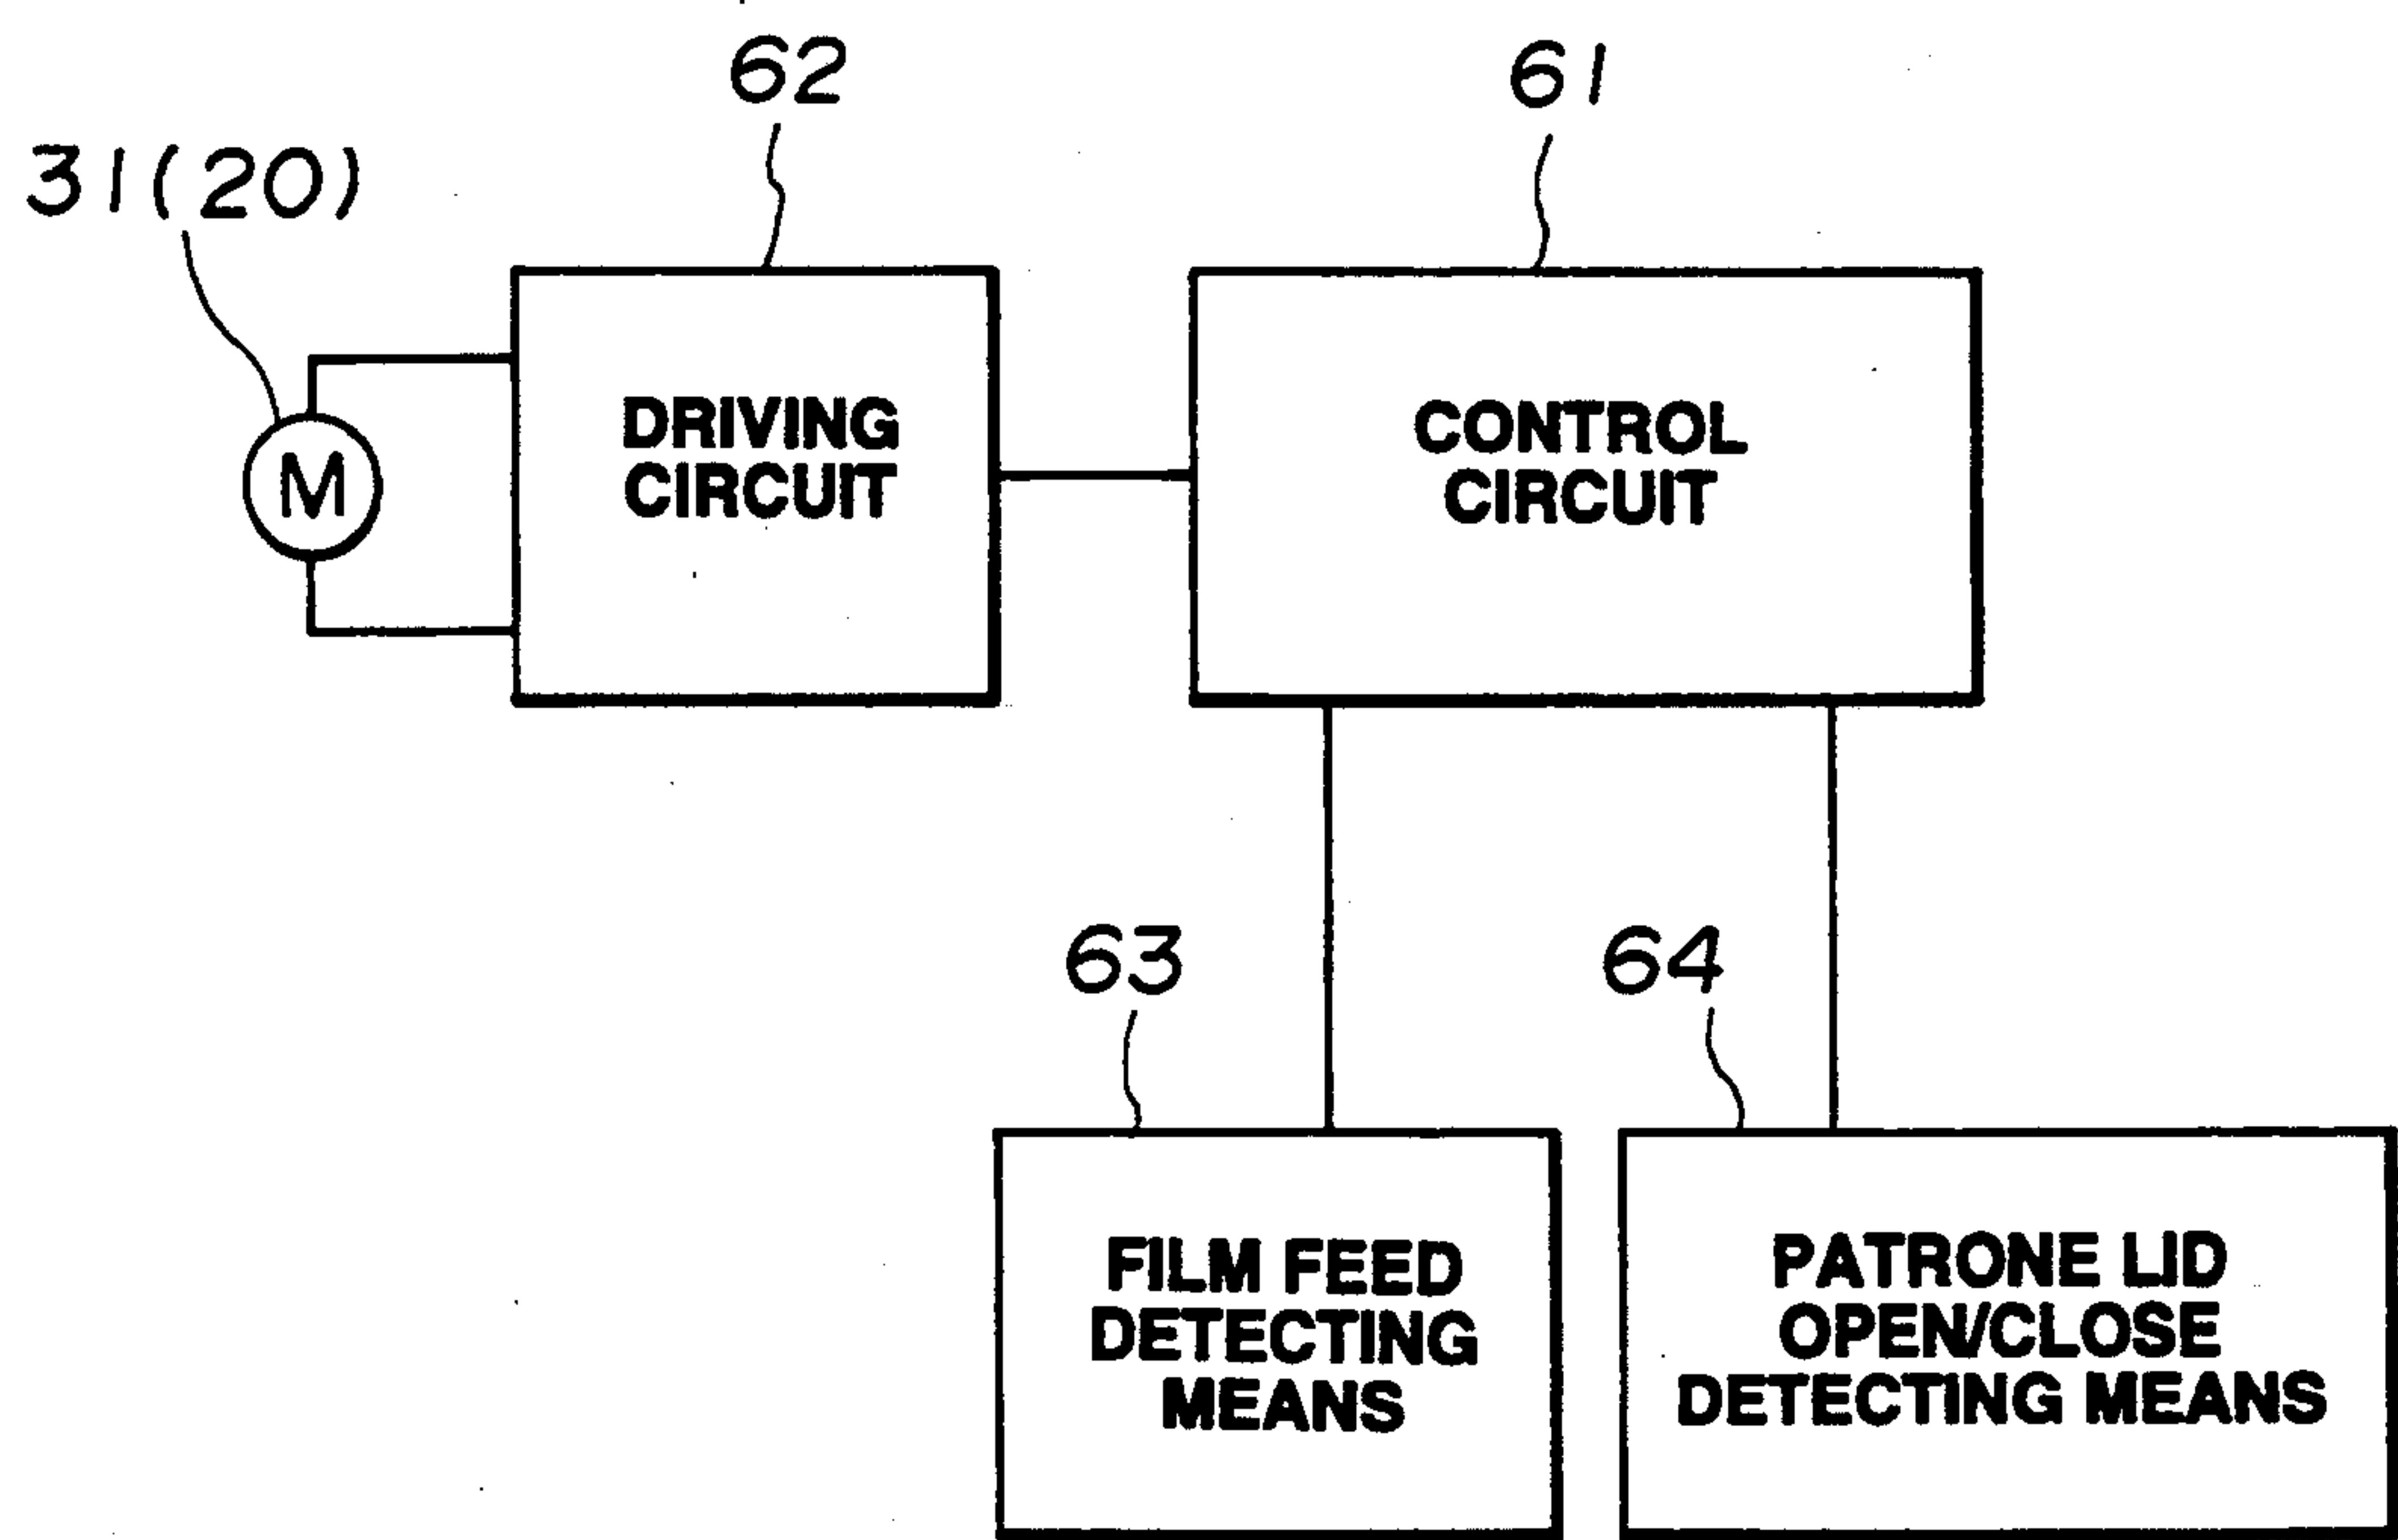 62
61
31(20)
DRIVING
CIRCUIT
CONTROL
CIRCUIT
M
63
64
FILM FEED
DETECTING
MEANS
PATRONE LID
OPEN/CLOSE
DETECTING MEANS